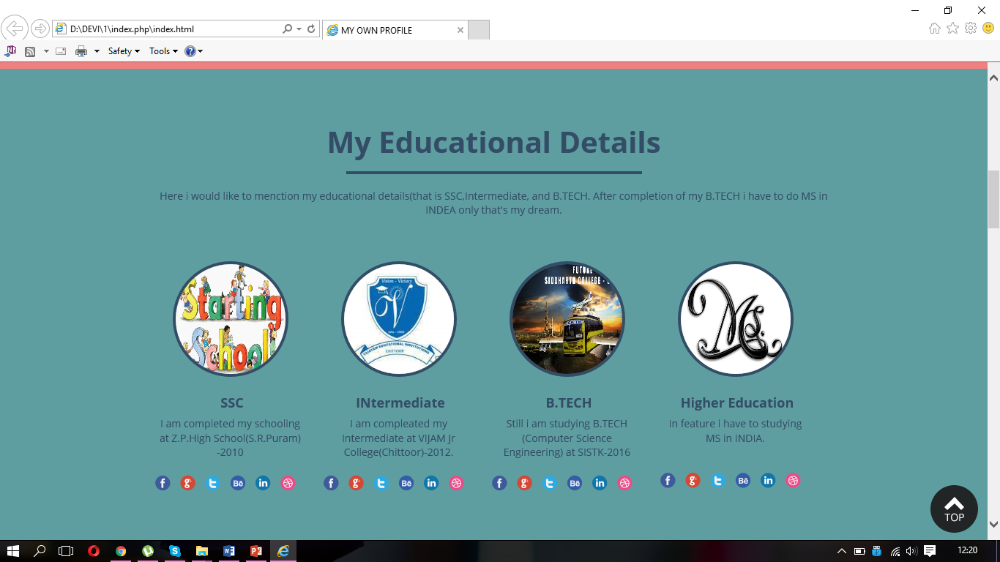 D:\DEVI\1\index.php\index.html
MY OWN PROFILE
Safety
Tools
My Educational Details
Here i would like to menction my educational details(that is SSC,Intermediate, and B.TECH. After completion of my B.TECH i have to do MS in
INDEA only that's my dream.
Starting
School
Vision - Victory
V
VIJAYAM EDUCATIONAL INSTITUTIONS
CHITTOOR
FUTURE
SIDDHARTH COLLEGE -
Ms.
SSC
I am completed my schooling
at Z.P.High School(S.R.Puram)
-2010
INtermediate
I am compleated my
Intermediate at VIJAM Jr
College(Chittoor)-2012.
B.TECH
Still i am studying B.TECH
(Computer Science
Engineering) at SISTK-2016
Higher Education
In feature i have to studying
MS in INDIA.
TOP
12:20